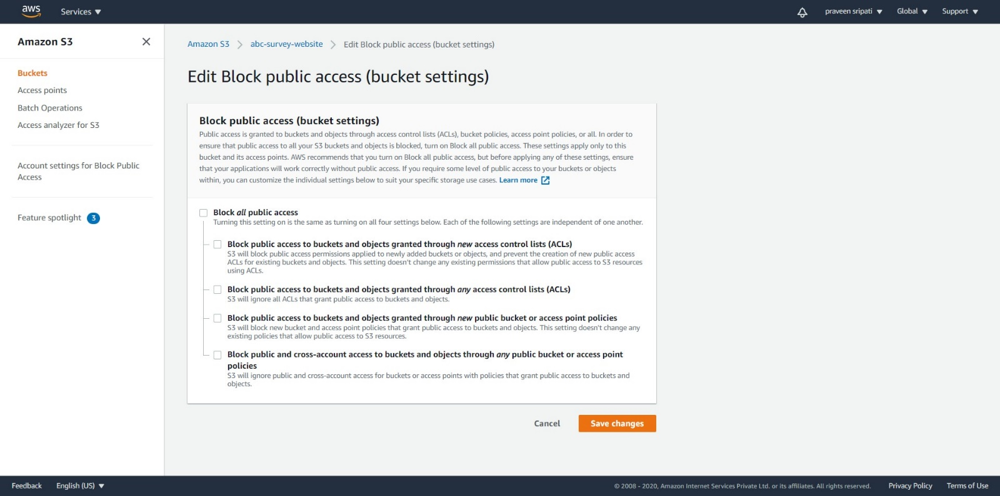 aws
Services
praveen sripati
Global
Support
Amazon S3
Buckets
Access points
Batch Operations
Access analyzer for S3
Account settings for Block Public
Access
Feature spotlight 3
Amazon S3 > abc-survey-website > Edit Block public access (bucket settings)
Edit Block public access (bucket settings)
Block public access (bucket settings)
Public access is granted to buckets and objects through access control lists (ACLs), bucket policies, access point policies, or all. In order to
ensure that public access to all your S3 buckets and objects is blocked, turn on Block all public access. These settings apply only to this
bucket and its access points. AWS recommends that you turn on Block all public access, but before applying any of these settings, ensure
that your applications will work correctly without public access. If you require some level of public access to your buckets or objects
within, you can customize the individual settings below to suit your specific storage use cases. Learn more
Block all public access
Turning this setting on is the same as turning on all four settings below. Each of the following settings are independent of one another.
Block public access to buckets and objects granted through new access control lists (ACLs)
S3 will block public access permissions applied to newly added buckets or objects, and prevent the creation of new public access
ACLs for existing buckets and objects. This setting doesn't change any existing permissions that allow public access to S3 resources
using ACLs.
Block public access to buckets and objects granted through any access control lists (ACLs)
S3 will ignore all ACLs that grant public access to buckets and objects.
Block public access to buckets and objects granted through new public bucket or access point policies
S3 will block new bucket and access point policies that grant public access to buckets and objects. This setting doesn't change any
existing policies that allow public access to S3 resources.
Block public and cross-account access to buckets and objects through any public bucket or access point
policies
S3 will ignore public and cross-account access for buckets or access points with policies that grant public access to buckets and
objects.
Cancel
Save changes
Feedback
English (US)
© 2008 - 2020, Amazon Internet Services Private Ltd. or its affiliates. All rights reserved.
Privacy Policy
Terms of Use